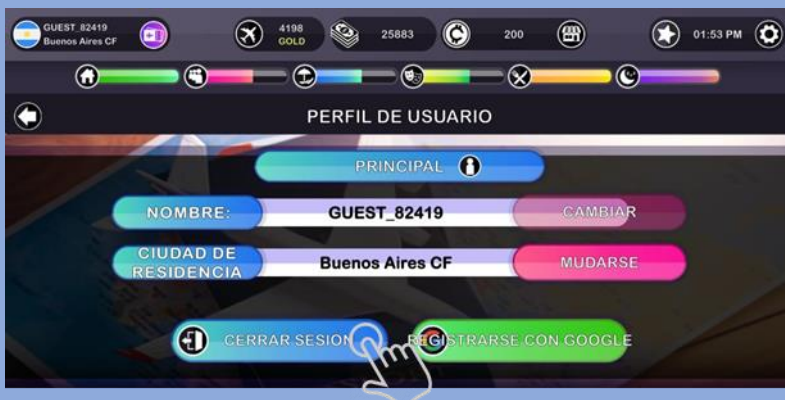 GUEST_82419
Buenos Aires CF
4198
GOLD
25883
200
01:53 PM
PERFIL DE USUARIO
PRINCIPAL
NOMBRE:
GUEST_82419
CAMBIAR
CIUDAD DE
RESIDENCIA
Buenos Aires CF
MUDARSE
CERRAR SESION
REGISTRARSE CON GOOGLE